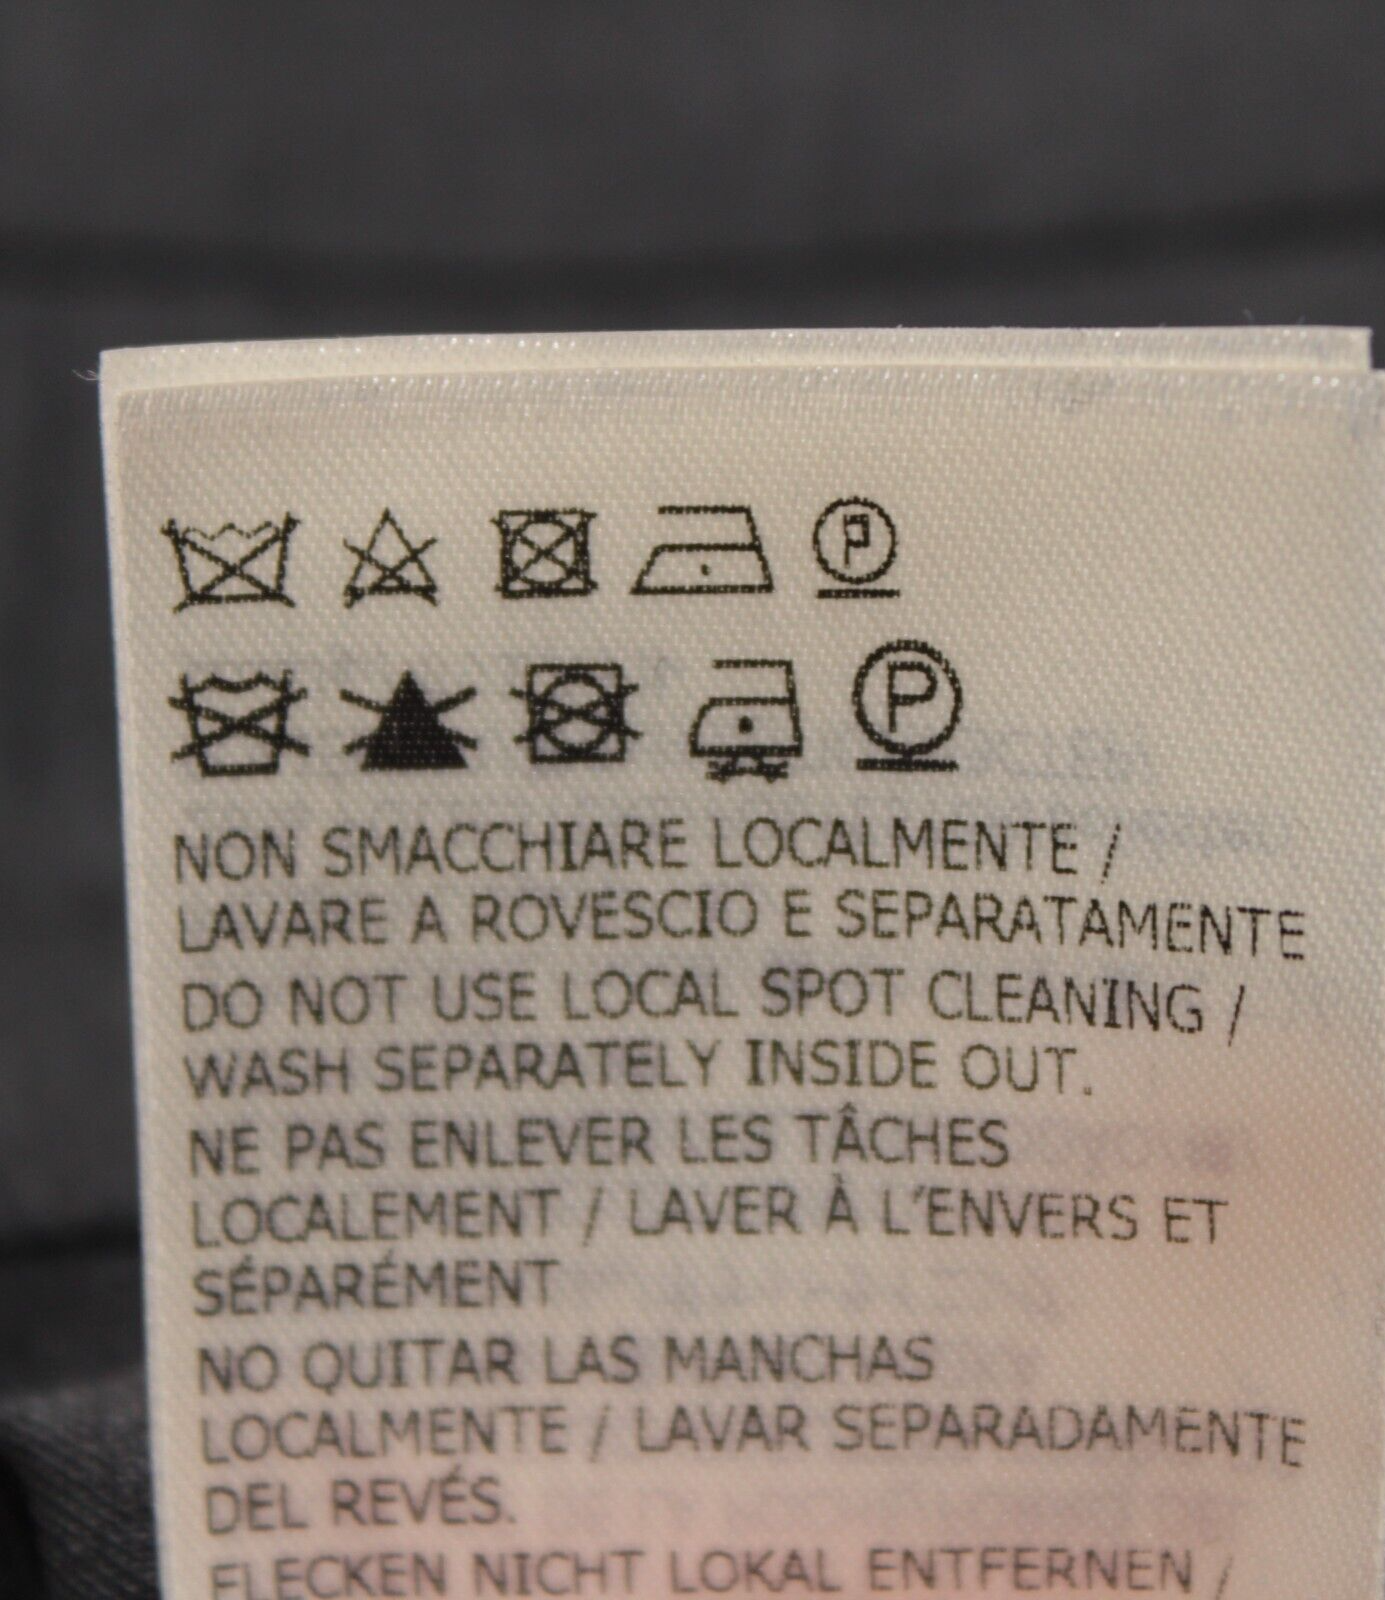 P
P
NON SMACCHIARE LOCALMENTE /
LAVARE A ROVESCIO E SEPARATAMENTE
DO NOT USE LOCAL SPOT CLEANING /
WASH SEPARATELY INSIDE OUT.
NE PAS ENLEVER LES TÂCHES
LOCALEMENT / LAVER À L'ENVERS ET
SÉPARÉMENT
NO QUITAR LAS MANCHAS
LOCALMENTE / LAVAR SEPARADAMENTE
DEL REVÉS.
FLECKEN NICHT LOKAL ENTFERNEN /